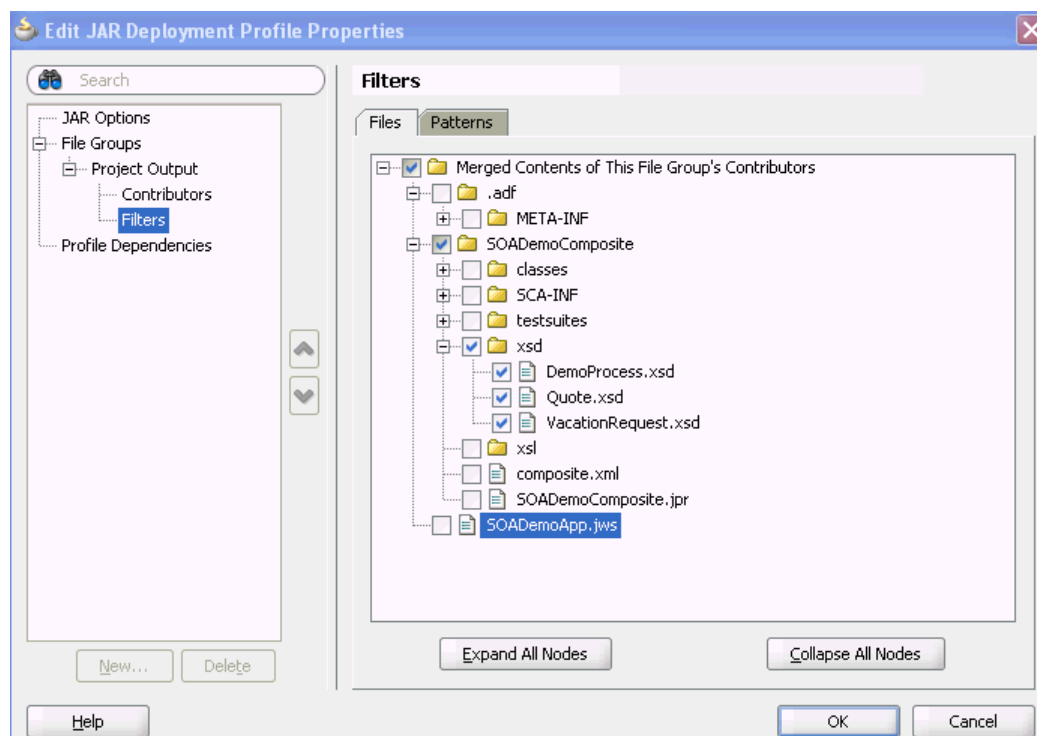 Edit JAR Deployment Profile Properties
Search
JAR Options
File Groups
Project Output
Contributors
Filters
Profile Dependencies
New...
Delete
Help
Filters
Files Patterns
Merged Contents of This File Group's Contributors
.adf
META-INF
SOADemoComposite
classes
SCA-INF
testsuites
xsd
DemoProcess.xsd
Quote.xsd
VacationRequest.xsd
xsl
composite.xml
SOADemoComposite.jpr
SOADemoApp.jws
Expand All Nodes Collapse All Nodes
OK Cancel